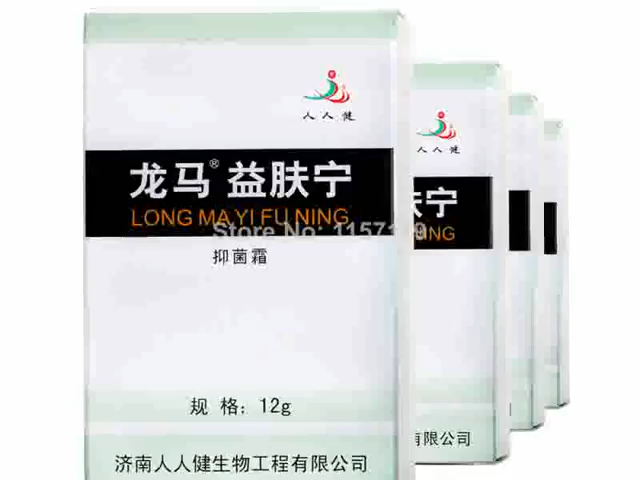 人人健
人人健
龙马®益肤宁
LONG MA YI FU NING
肤宁
NING
抑菌霜
规 格: 12g
济南人人健生物工程有限公司
有限公司